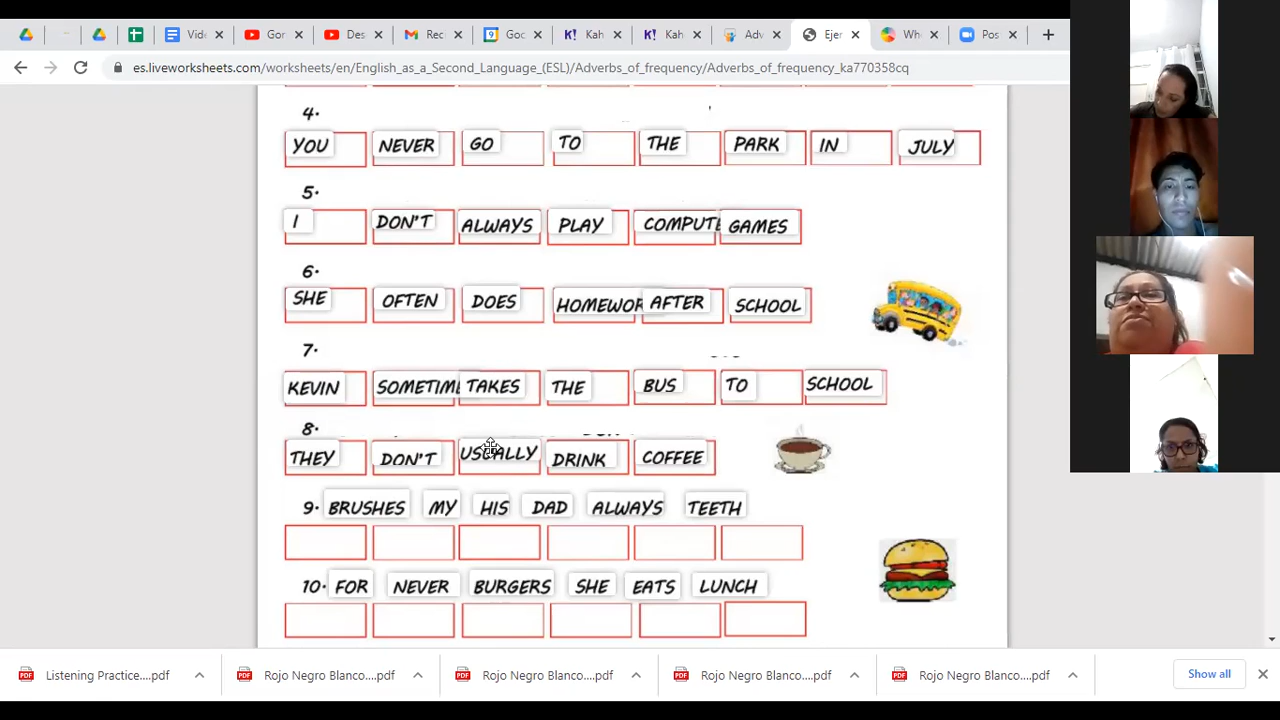 Vid
Gor
Des
Rec
Goc
Kah
Kah
Adv
Ejer
Wh
Pos
es.liveworksheets.com/worksheets/en/English_as_a_Second_Language_(ESL)/Adverbs_of_frequency/Adverbs_of_frequency_ka770358cq
4.
YOU NEVER GO TO THE PARK IN JULY
5.
I DON'T ALWAYS PLAY COMPUTE GAMES
6.
SHE OFTEN DOES HOMEWOR AFTER SCHOOL
7.
KEVIN SOMETIM TAKES THE BUS TO SCHOOL
8.
THEY DON'T USUALLY DRINK COFFEE
9. BRUSHES MY HIS DAD ALWAYS TEETH
10. FOR NEVER BURGERS SHE EATS LUNCH
Listening Practice....pdf
Rojo Negro Blanco....pdf
Rojo Negro Blanco....pdf
Rojo Negro Blanco....pdf
Rojo Negro Blanco....pdf
Show all